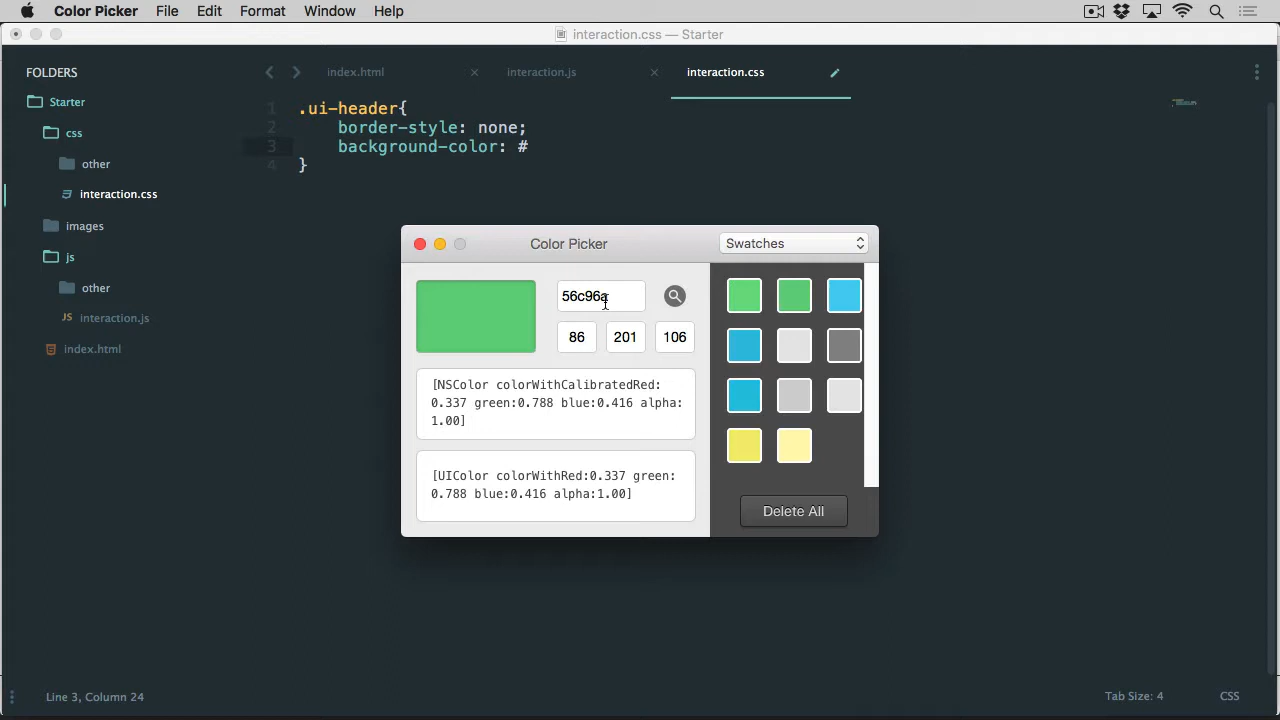 Color Picker File Edit Format Window Help
interaction.css — Starter
FOLDERS
Starter
css
other
interaction.css
images
js
other
JS interaction.js
index.html
index.html interaction.js interaction.css
1 .ui-header{
2 border-style: none;
3 background-color: #
4 }
Color Picker
Swatches
56c96a
86 201 106
[NSColor colorWithCalibratedRed:
0.337 green:0.788 blue:0.416 alpha:
1.00]
[UIColor colorWithRed:0.337 green:
0.788 blue:0.416 alpha:1.00]
Delete All
Line 3, Column 24
Tab Size: 4
CSS